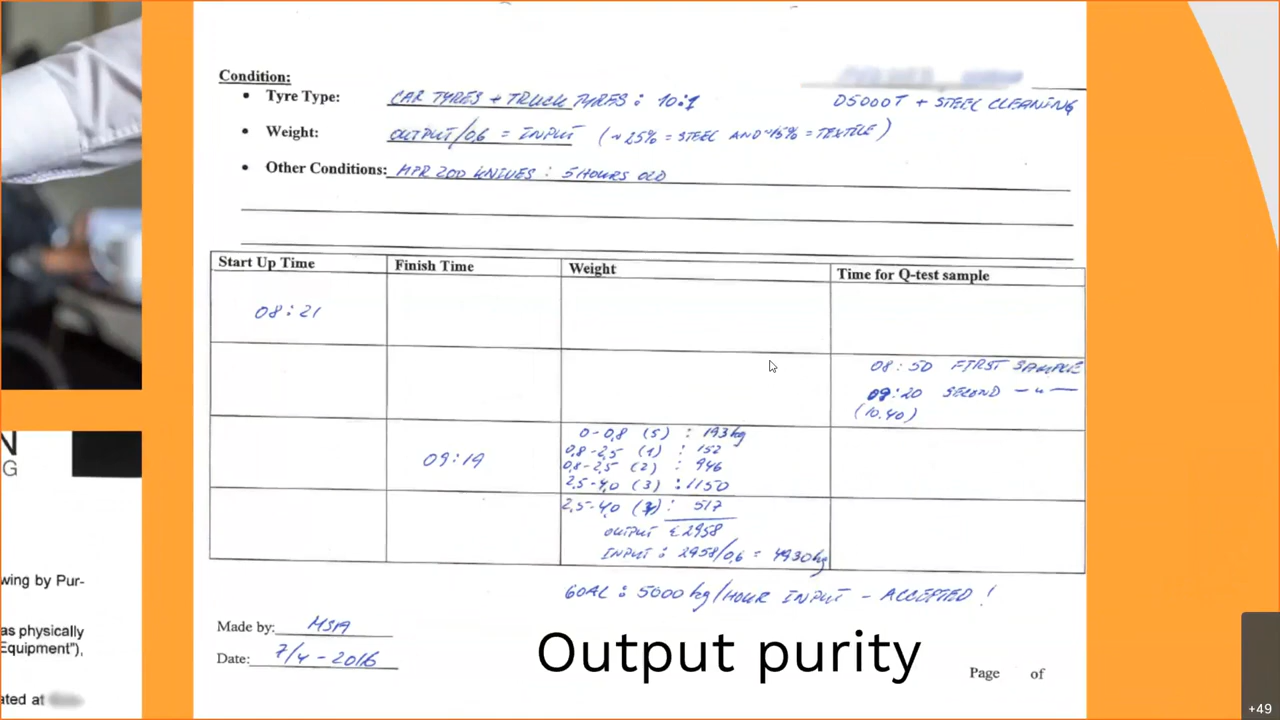 Condition:
• Tyre Type: CAR TYRES + TRUCK TYRES : 10:1 D5000T + STEEL CLEANING
• Weight: OUTPUT/0,6 = INPUT (~25% = STEEL AND ~15% = TEXTILE)
• Other Conditions: MPR 200 KNIVES : 5 HOURS OLD
Start Up Time Finish Time Weight Time for Q-test sample
08:21
08:50 FIRST SAMPLE
09:20 SECOND —"—
(10.40)
09:19
0-0,8 (5) : 193kg
0,8-2,5 (1) : 152
0,8-2,5 (2) : 946
2,5-4,0 (3) : 1150
2,5-4,0 : 517
OUTPUT Σ 2958
INPUT : 2958/0,6 = 4930kg
GOAL : 5000 kg/HOUR INPUT - ACCEPTED !
Made by: MSIA
Date: 7/4-2016
Output purity
Page of
N
G
wing by Pur-
as physically
Equipment"),
ated at
+49